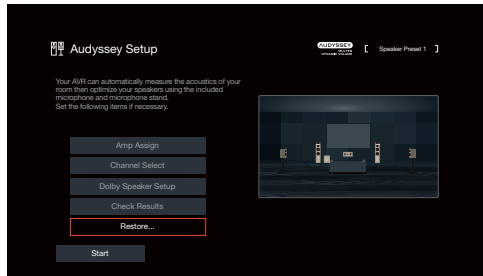 Audyssey Setup
AUDYSSEY
[ Speaker Preset 1 ]
Your AVR can automatically measure the acoustics of your
room then optimize your speakers using the included
microphone and microphone stand.
Set the following items if necessary.
Amp Assign
Channel Select
Dolby Speaker Setup
Check Results
Restore...
Start